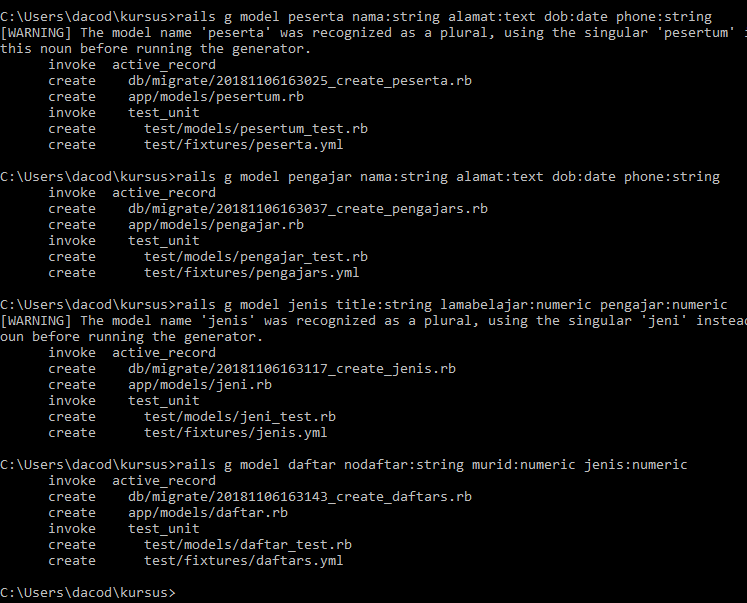 C:\Users\dacod\kursus>rails g model peserta nama:string alamat:text dob:date phone:string
[WARNING] The model name 'peserta' was recognized as a plural, using the singular 'pesertum'
this noun before running the generator.
invoke active_record
create db/migrate/20181106163025_create_peserta.rb
create app/models/pesertum.rb
invoke test_unit
create test/models/pesertum_test.rb
create test/fixtures/peserta.yml
C:\Users\dacod\kursus>rails g model pengajar nama:string alamat:text dob:date phone:string
invoke active_record
create db/migrate/20181106163037_create_pengajars.rb
create app/models/pengajar.rb
invoke test_unit
create test/models/pengajar_test.rb
create test/fixtures/pengajars.yml
C:\Users\dacod\kursus>rails g model jenis title:string lamabelajar:numeric pengajar:numeric
[WARNING] The model name 'jenis' was recognized as a plural, using the singular 'jeni' instead
oun before running the generator.
invoke active_record
create db/migrate/20181106163117_create_jenis.rb
create app/models/jeni.rb
invoke test_unit
create test/models/jeni_test.rb
create test/fixtures/jenis.yml
C:\Users\dacod\kursus>rails g model daftar nodaftar:string murid:numeric jenis:numeric
invoke active_record
create db/migrate/20181106163143_create_daftars.rb
create app/models/daftar.rb
invoke test_unit
create test/models/daftar_test.rb
create test/fixtures/daftars.yml
C:\Users\dacod\kursus>